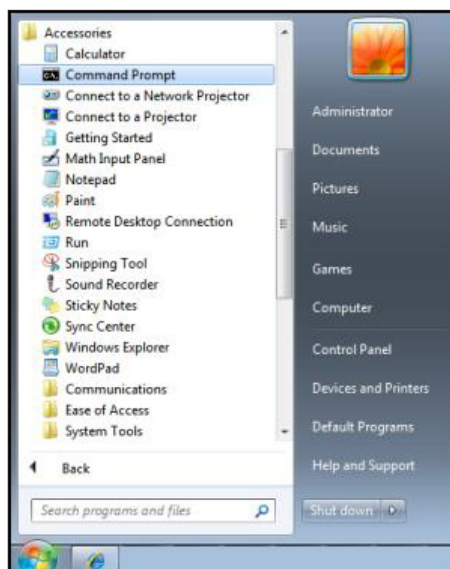 Accessories
Calculator
Command Prompt
Connect to a Network Projector
Connect to a Projector
Getting Started
Math Input Panel
Notepad
Paint
Remote Desktop Connection
Run
Snipping Tool
Sound Recorder
Sticky Notes
Sync Center
Windows Explorer
WordPad
Communications
Ease of Access
System Tools
Back
Search programs and files
Administrator
Documents
Pictures
Music
Games
Computer
Control Panel
Devices and Printers
Default Programs
Help and Support
Shut down